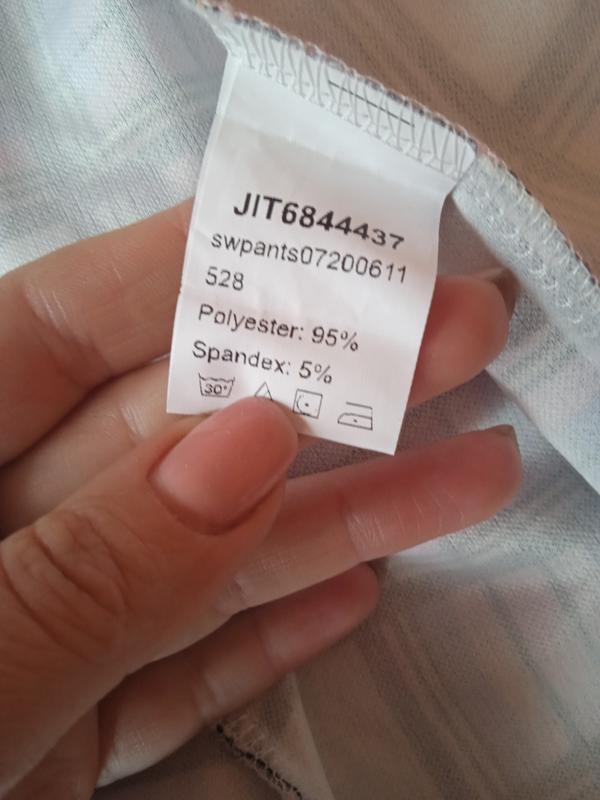 JIT6844437
swpants07200611
528
Polyester: 95%
Spandex: 5%
30°